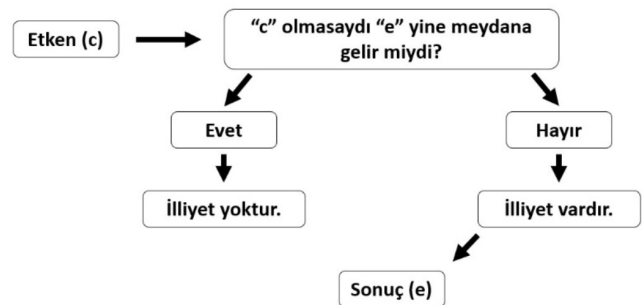 Etken (c)
“c” olmasaydı “e” yine meydana
gelir miydi?
Evet
Hayır
İlliyet yoktur.
İlliyet vardır.
Sonuç (e)